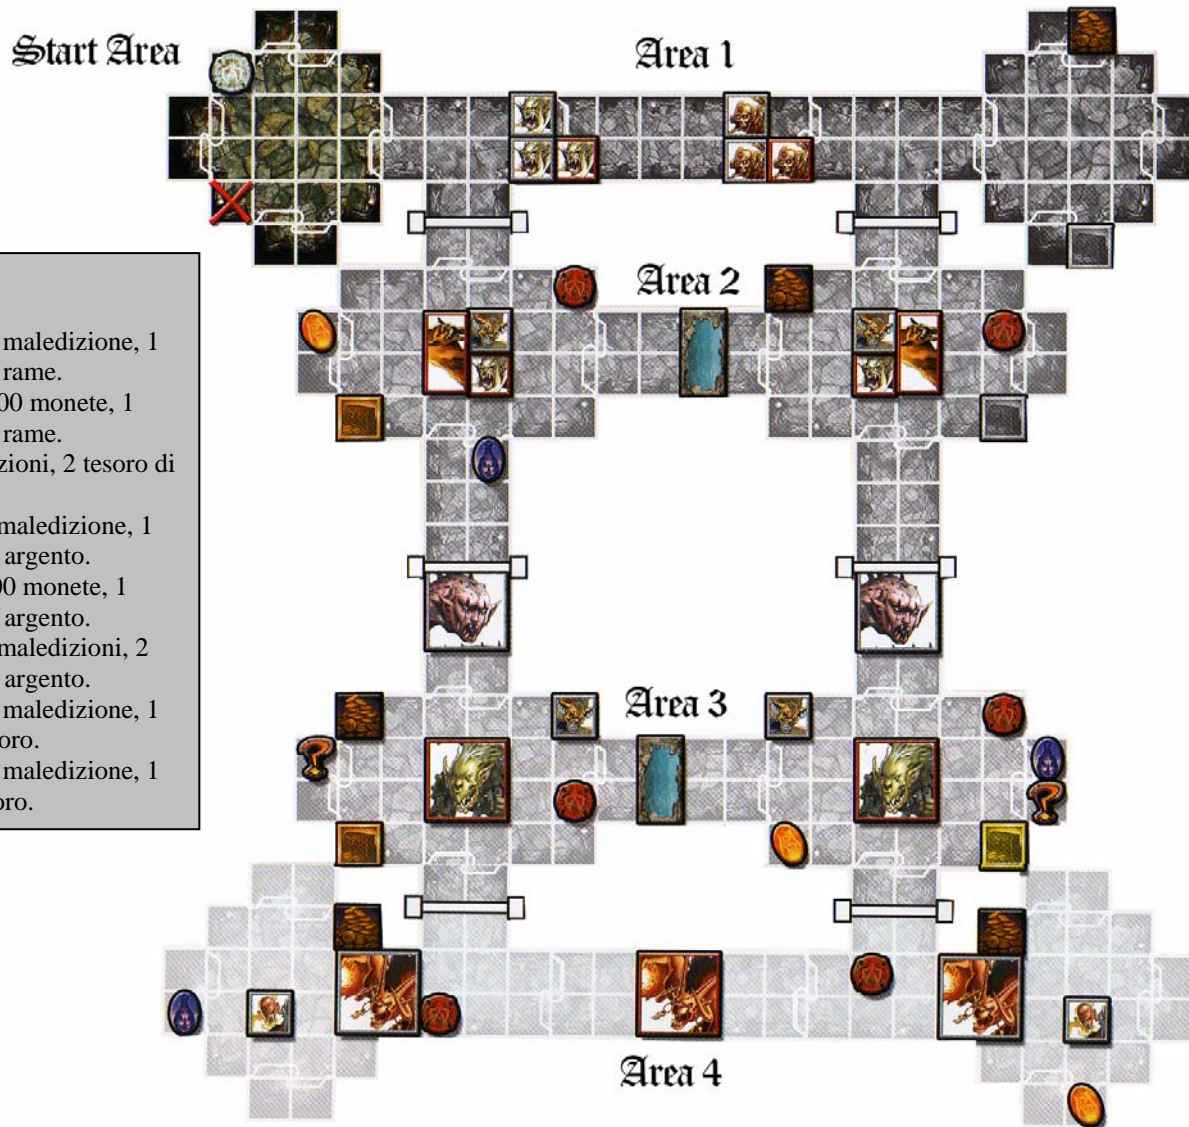 Start Area
Area 1
Area 2
maledizione, 1
rame.
00 monete, 1
rame.
zioni, 2 tesoro di
maledizione, 1
argento.
00 monete, 1
argento.
maledizioni, 2
argento.
maledizione, 1
oro.
maledizione, 1
oro.
Area 3
Area 4